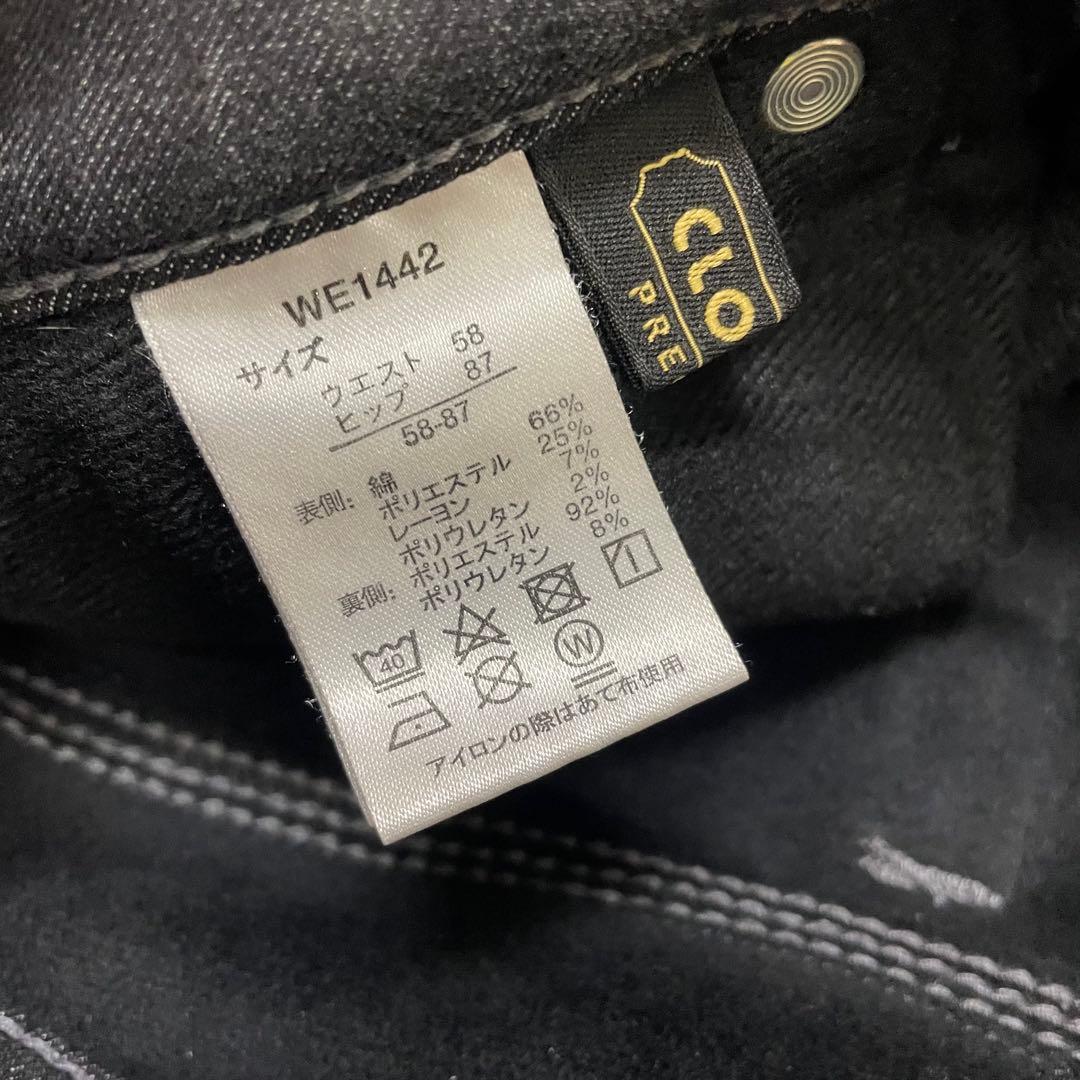 WE1442
サイズ
ウエスト 58
ヒップ 87
58-87
表側: 綿 66%
ポリエステル 25%
レーヨン 7%
ポリウレタン 2%
裏側: ポリエステル 92%
ポリウレタン 8%
40
W
アイロンの際はあて布使用
CLO
PRE